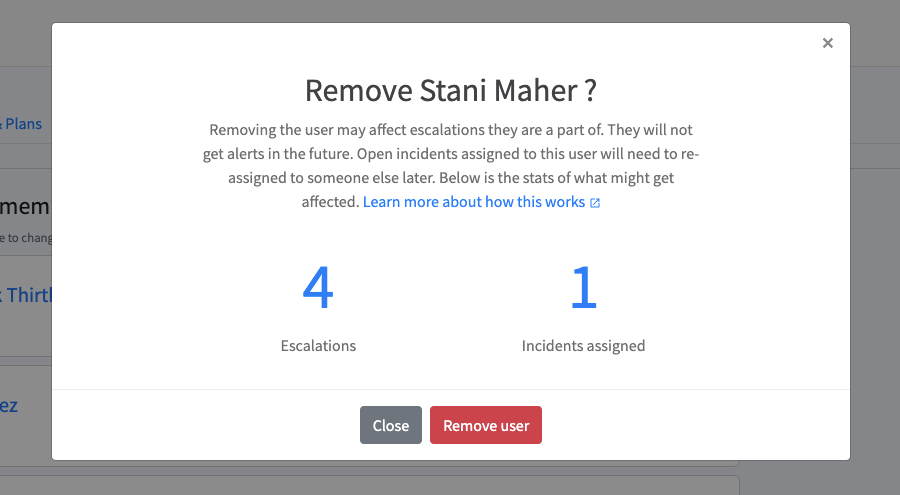 ×
Remove Stani Maher ?
Removing the user may affect escalations they are a part of. They will not
get alerts in the future. Open incidents assigned to this user will need to re-
assigned to someone else later. Below is the stats of what might get
affected. Learn more about how this works
4
Escalations
1
Incidents assigned
Close
Remove user
Plans
mem
e to chang
Thirtl
ez